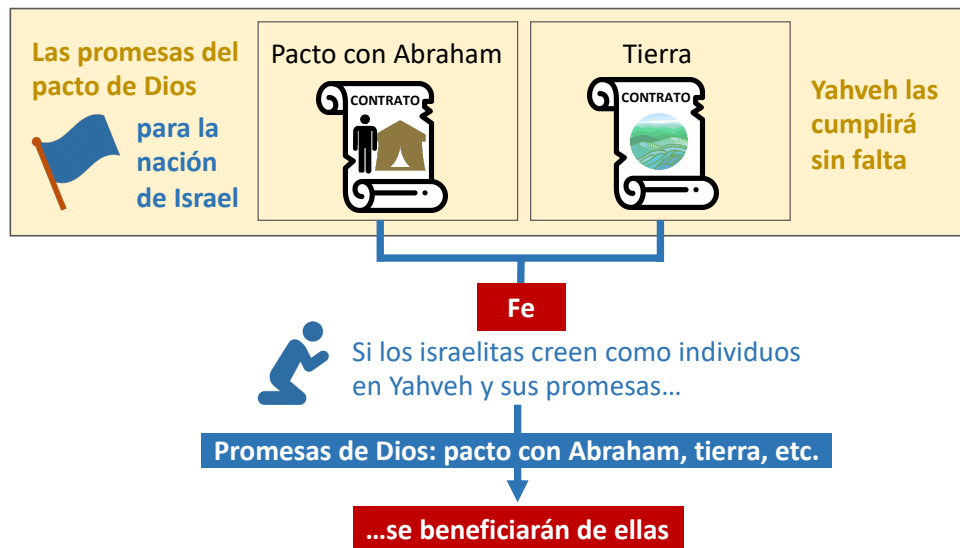 Las promesas del
pacto de Dios
para la
nación
de Israel
Pacto con Abraham
CONTRATO
Tierra
CONTRATO
Yahveh las
cumplirá
sin falta
Fe
Si los israelitas creen como individuos
en Yahveh y sus promesas…
Promesas de Dios: pacto con Abraham, tierra, etc.
…se beneficiarán de ellas